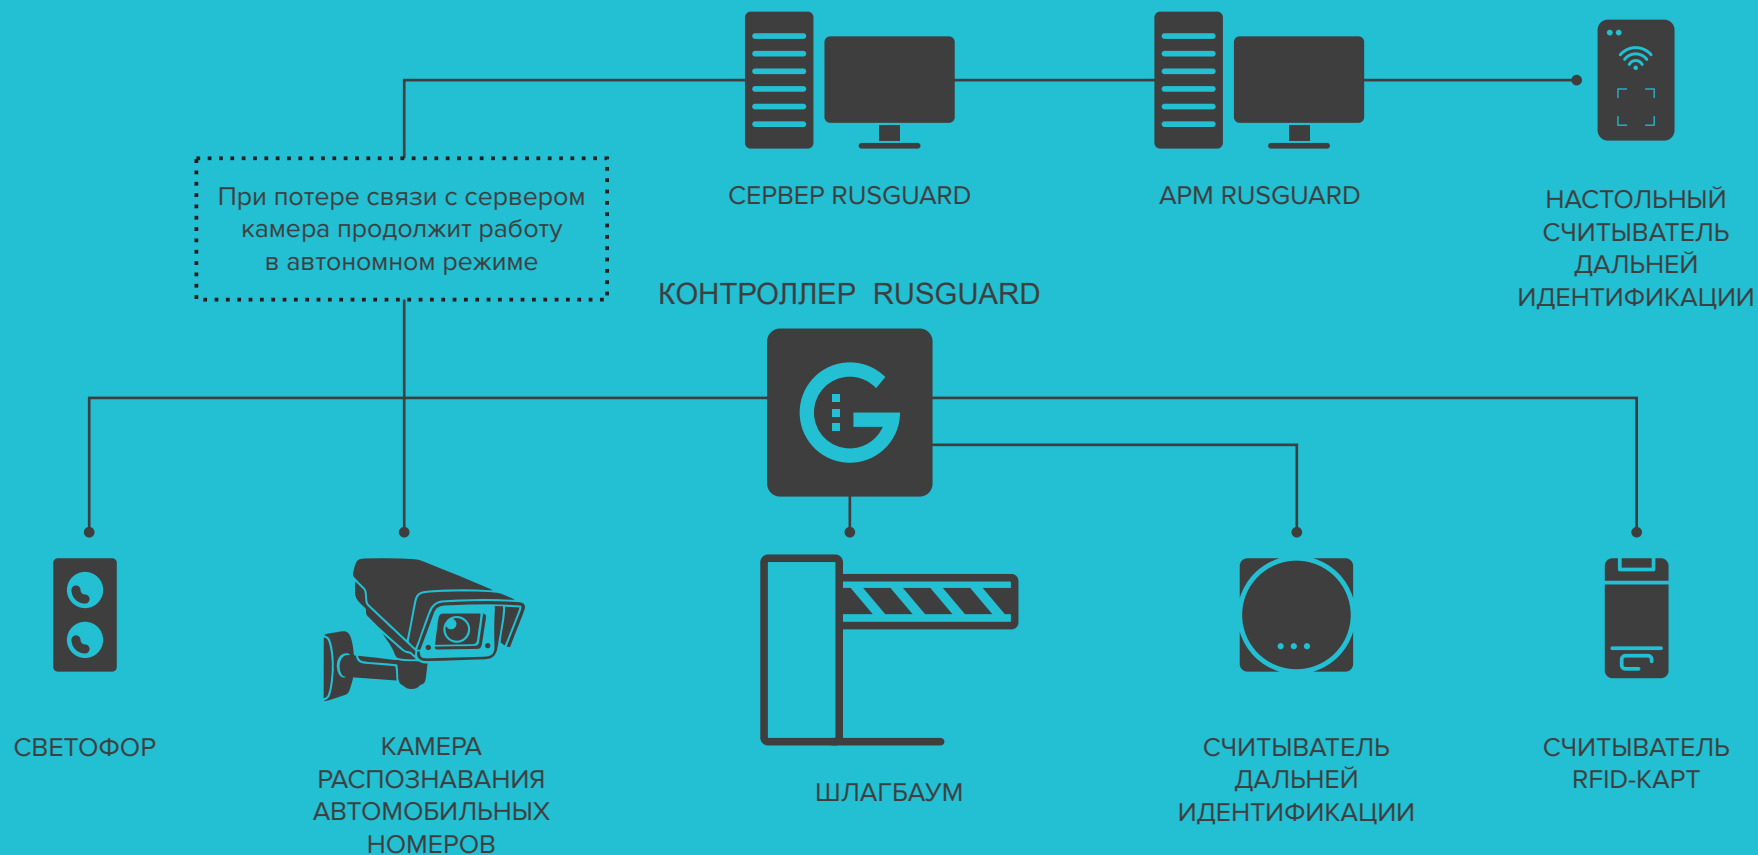 При потере связи с сервером
камера продолжит работу
в автономном режиме
СЕРВЕР RUSGUARD
АРМ RUSGUARD
НАСТОЛЬНЫЙ
СЧИТЫВАТЕЛЬ
ДАЛЬНЕЙ
ИДЕНТИФИКАЦИИ
КОНТРОЛЛЕР RUSGUARD
СВЕТОФОР
КАМЕРА
РАСПОЗНАВАНИЯ
АВТОМОБИЛЬНЫХ
НОМЕРОВ
ШЛАГБАУМ
СЧИТЫВАТЕЛЬ
ДАЛЬНЕЙ
ИДЕНТИФИКАЦИИ
СЧИТЫВАТЕЛЬ
RFID-КАРТ